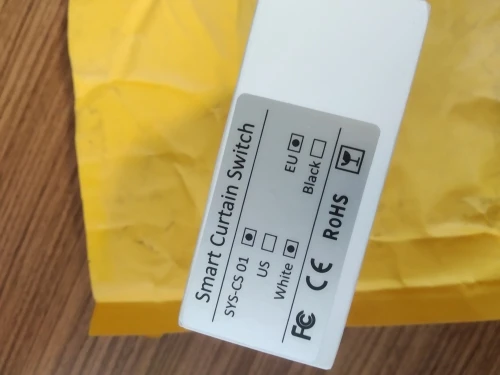 Smart Curtain Switch
SYS-CS 01 EU
US Black
White
FC CE RoHS